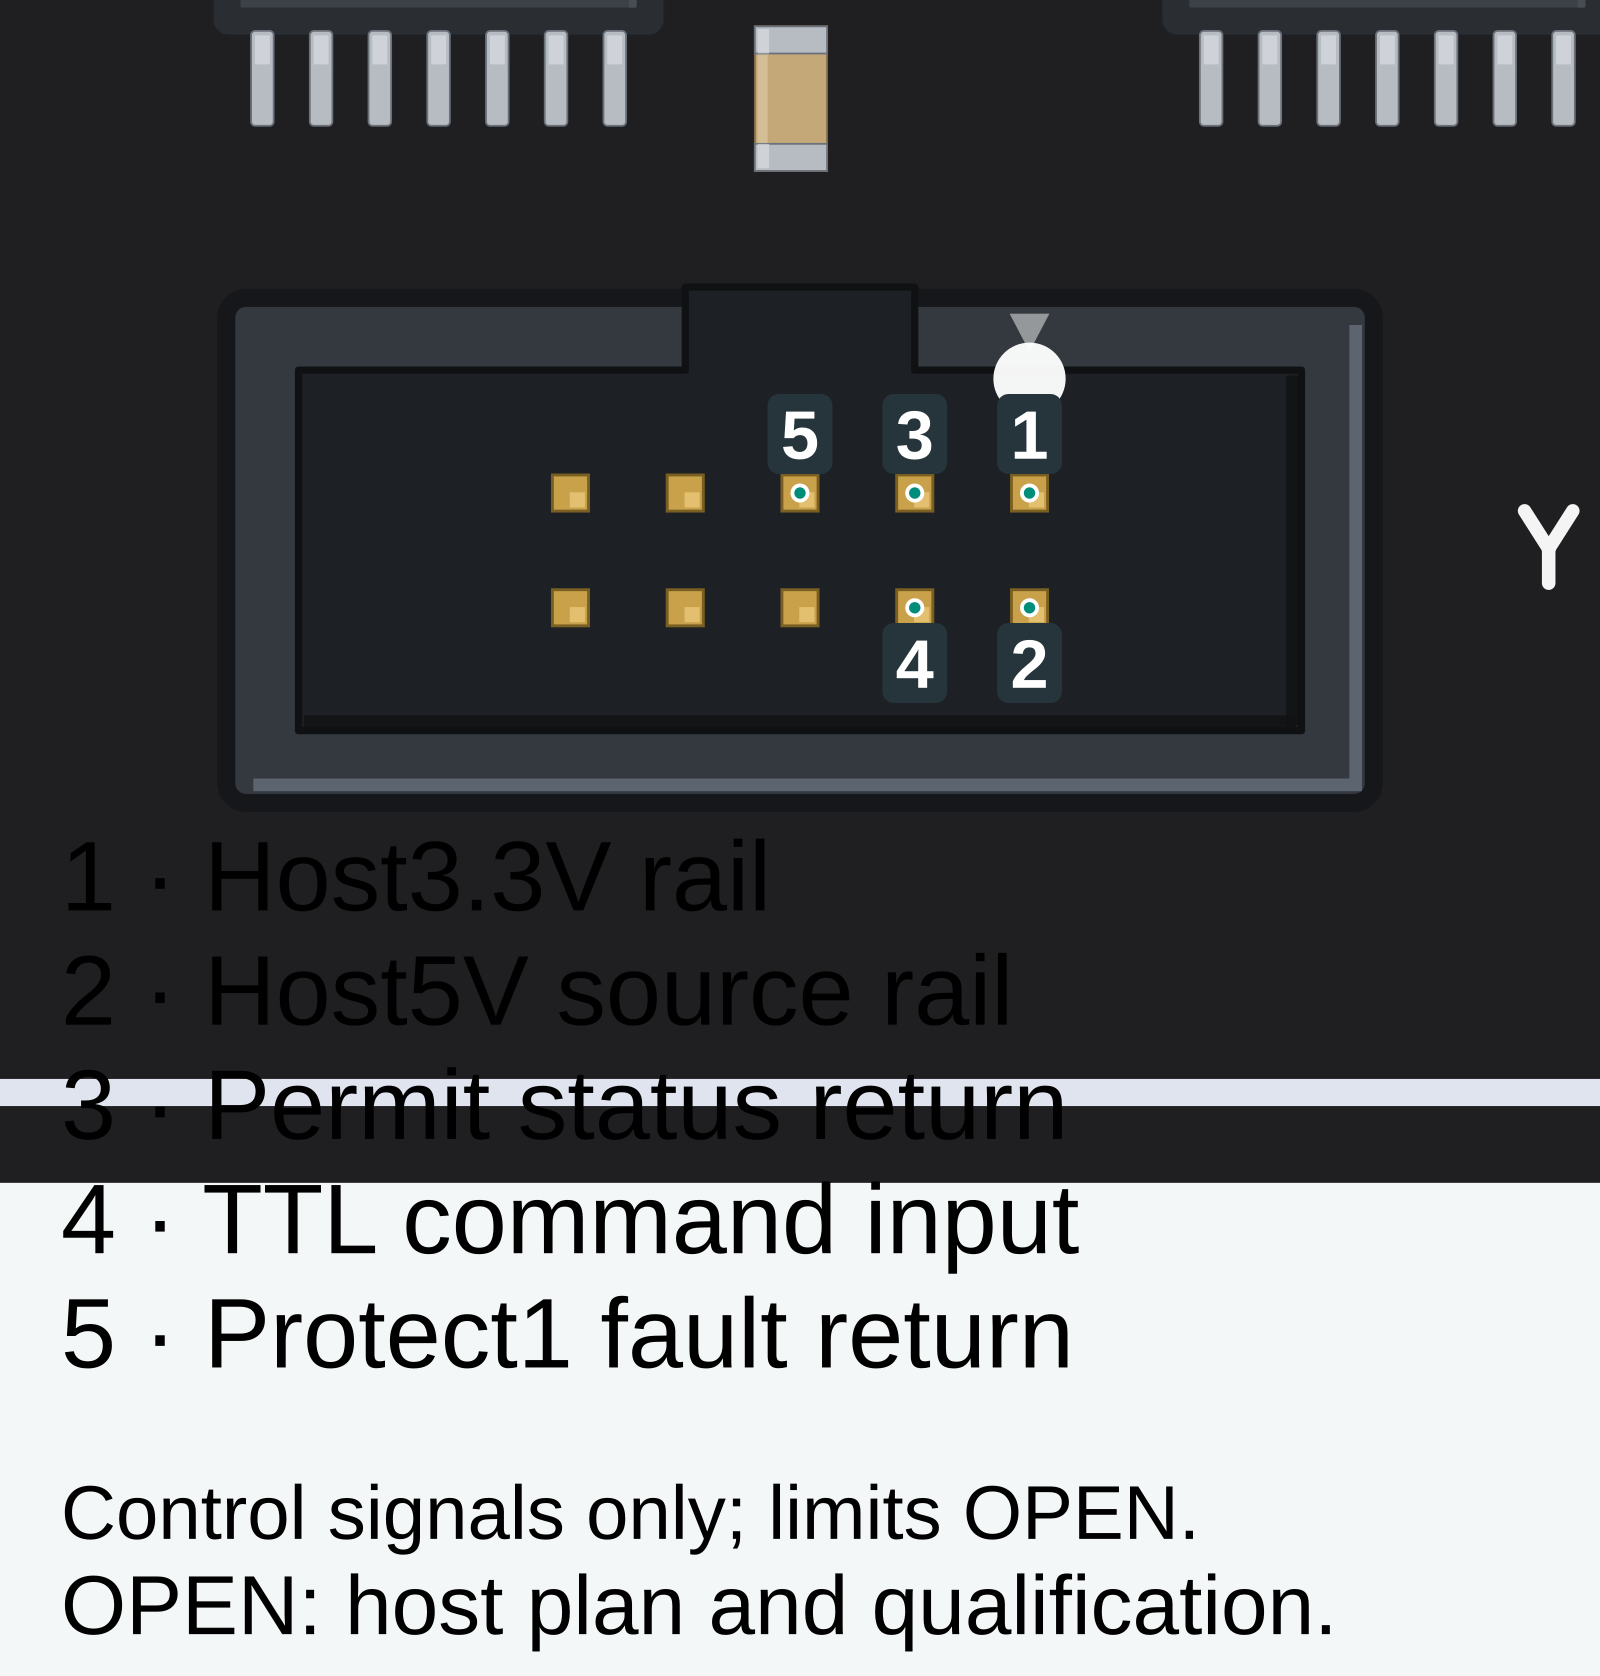 5 3 1
Y
4 2
1 · Host3.3V rail
2 · Host5V source rail
3 · Permit status return
4 · TTL command input
5 · Protect1 fault return
Control signals only; limits OPEN.
OPEN: host plan and qualification.